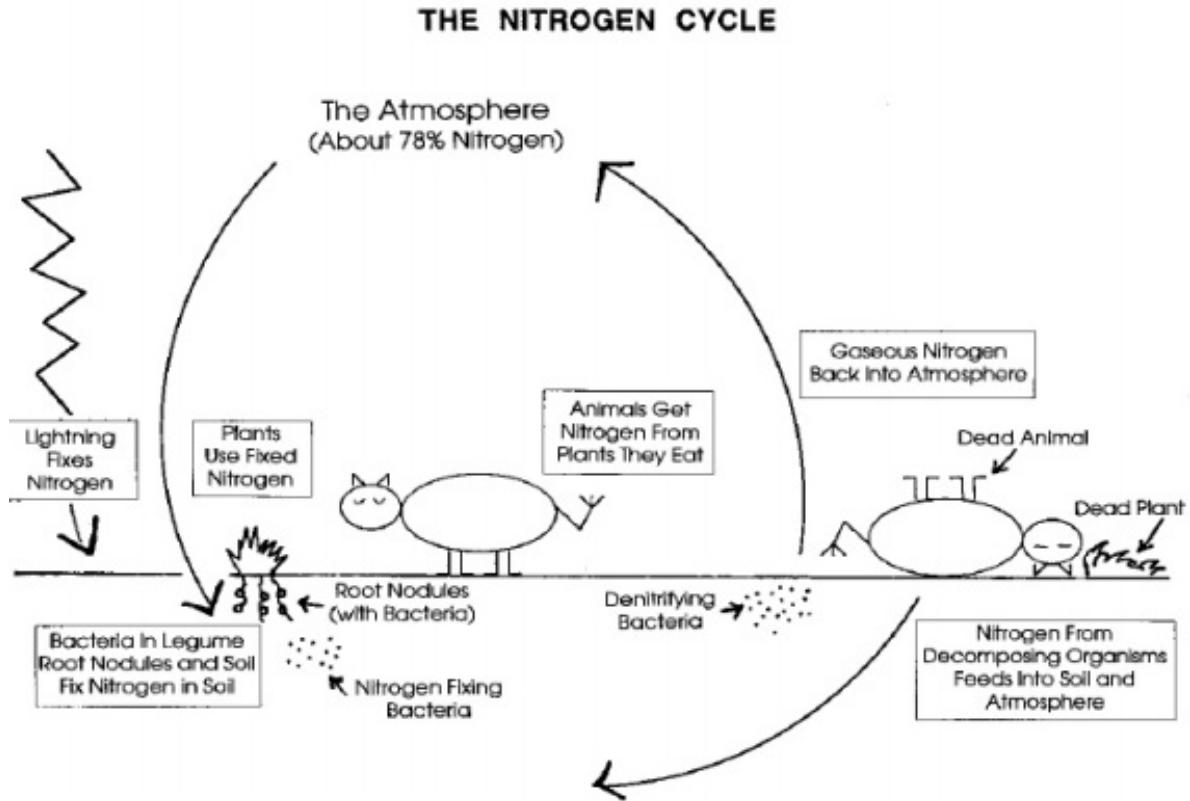 THE NITROGEN CYCLE
The Atmosphere
(About 78% Nitrogen)
Gaseous Nitrogen
Back Into Atmosphere
Lightning
Fixes
Nitrogen
Plants
Use Fixed
Nitrogen
Animals Get
Nitrogen From
Plants They Eat
Dead Animal
Dead Plant
Root Nodules
(with Bacteria)
Denitrifying
Bacteria
Bacteria In Legume
Root Nodules and Soil
Fix Nitrogen in Soil
Nitrogen Fixing
Bacteria
Nitrogen From
Decomposing Organisms
Feeds Into Soil and
Atmosphere